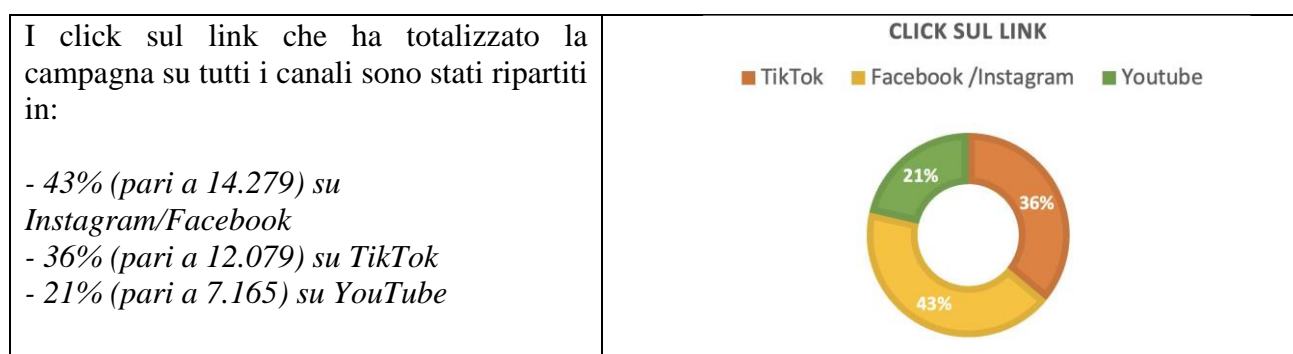 I click sul link che ha totalizzato la
campagna su tutti i canali sono stati ripartiti
in:
- 43% (pari a 14.279) su
Instagram/Facebook
- 36% (pari a 12.079) su TikTok
- 21% (pari a 7.165) su YouTube
CLICK SUL LINK
TikTok Facebook /Instagram Youtube
21%
36%
43%